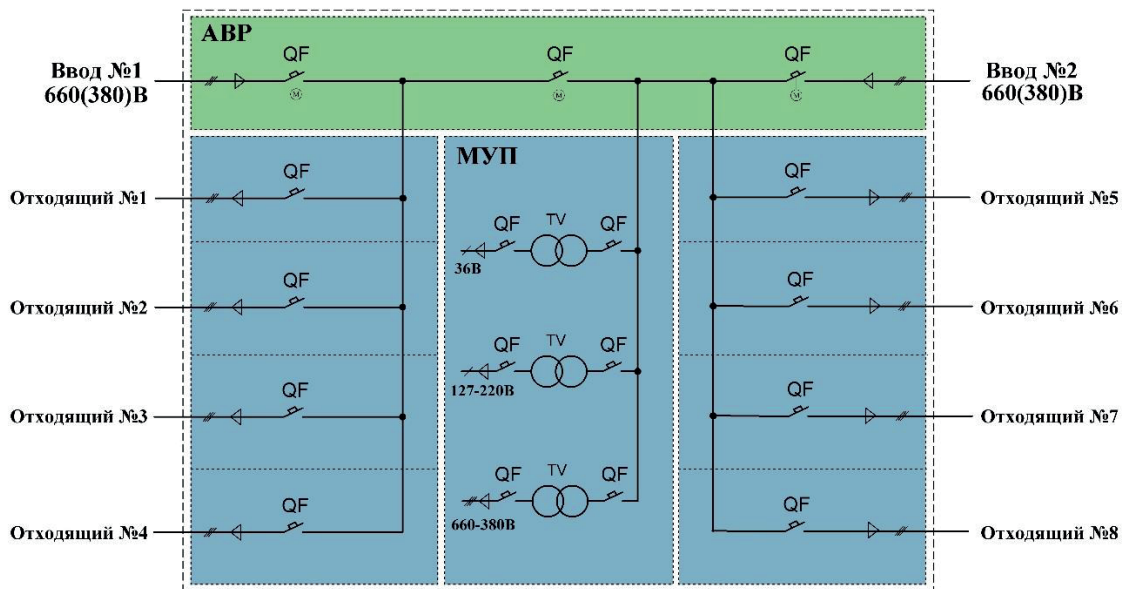 АВР
QF
QF
QF
Ввод №1
660(380)В
M
M
M
Ввод №2
660(380)В
МУП
QF
QF
Отходящий №1
Отходящий №5
QF
TV
QF
36В
QF
QF
Отходящий №2
Отходящий №6
QF
TV
QF
127-220В
QF
QF
Отходящий №3
Отходящий №7
QF
TV
QF
660-380В
QF
QF
Отходящий №4
Отходящий №8